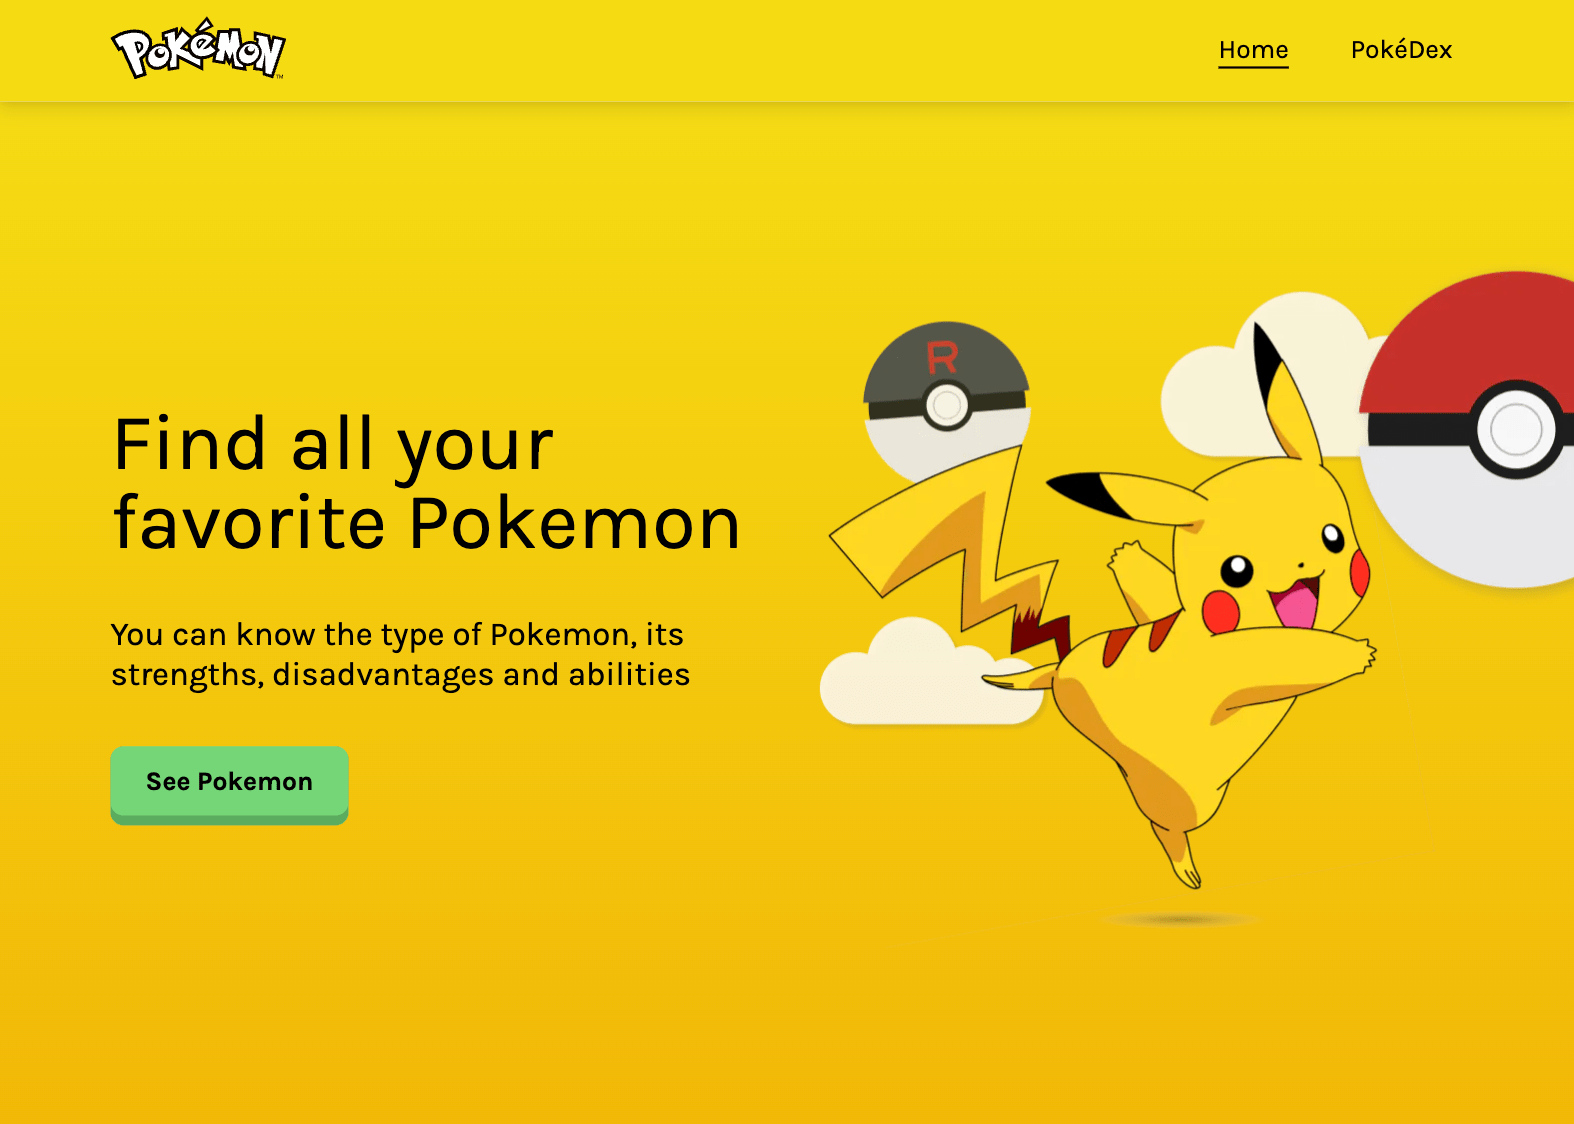 POKéMON
TM
Home
PokéDex
R
Find all your
favorite Pokemon
You can know the type of Pokemon, its
strengths, disadvantages and abilities
See Pokemon